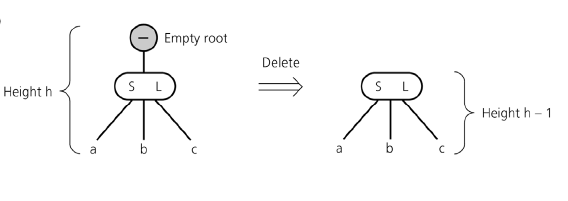 Empty root
Delete
S L
S L
Height h
Height h – 1
a b c
a b c